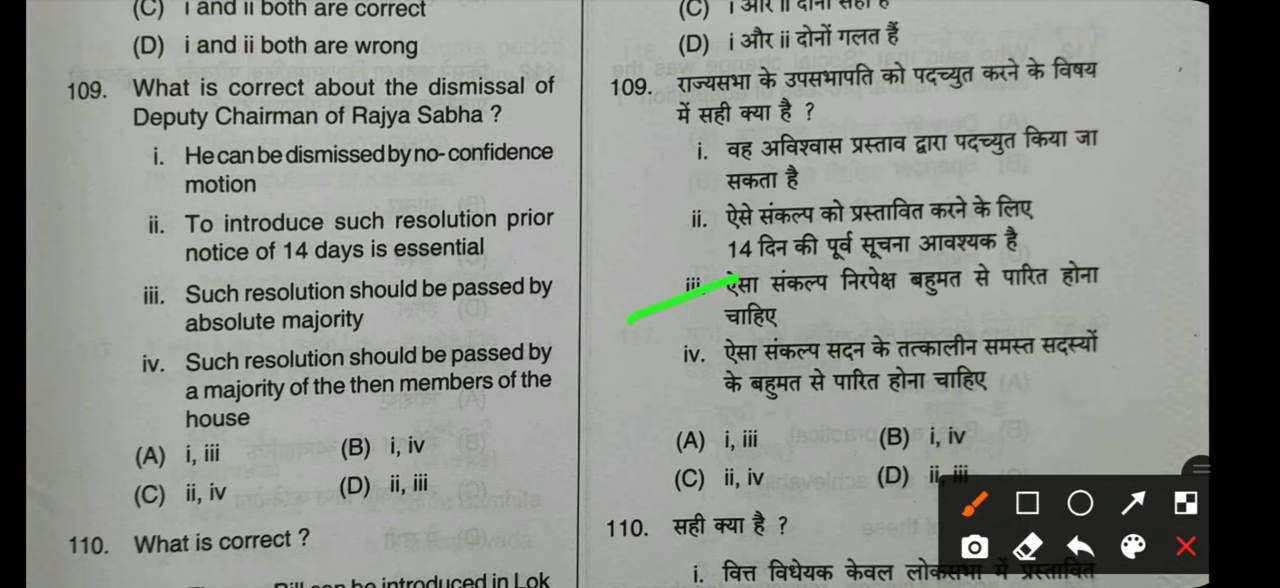 (C) i and ii both are correct
(D) i and ii both are wrong
109. What is correct about the dismissal of
Deputy Chairman of Rajya Sabha ?
i. He can be dismissed by no-confidence
motion
ii. To introduce such resolution prior
notice of 14 days is essential
iii. Such resolution should be passed by
absolute majority
iv. Such resolution should be passed by
a majority of the then members of the
house
(A) i, iii (B) i, iv
(C) ii, iv (D) ii, iii
110. What is correct ?
be introduced in Lok
(C) i और ii दोनों सही हैं
(D) i और ii दोनों गलत हैं
109. राज्यसभा के उपसभापति को पदच्युत करने के विषय
में सही क्या है ?
i. वह अविश्वास प्रस्ताव द्वारा पदच्युत किया जा
सकता है
ii. ऐसे संकल्प को प्रस्तावित करने के लिए
14 दिन की पूर्व सूचना आवश्यक है
iii. ऐसा संकल्प निरपेक्ष बहुमत से पारित होना
चाहिए
iv. ऐसा संकल्प सदन के तत्कालीन समस्त सदस्यों
के बहुमत से पारित होना चाहिए
(A) i, iii (B) i, iv
(C) ii, iv (D) ii, iii
110. सही क्या है ?
i. वित्त विधेयक केवल लोकसभा में प्रस्तावित